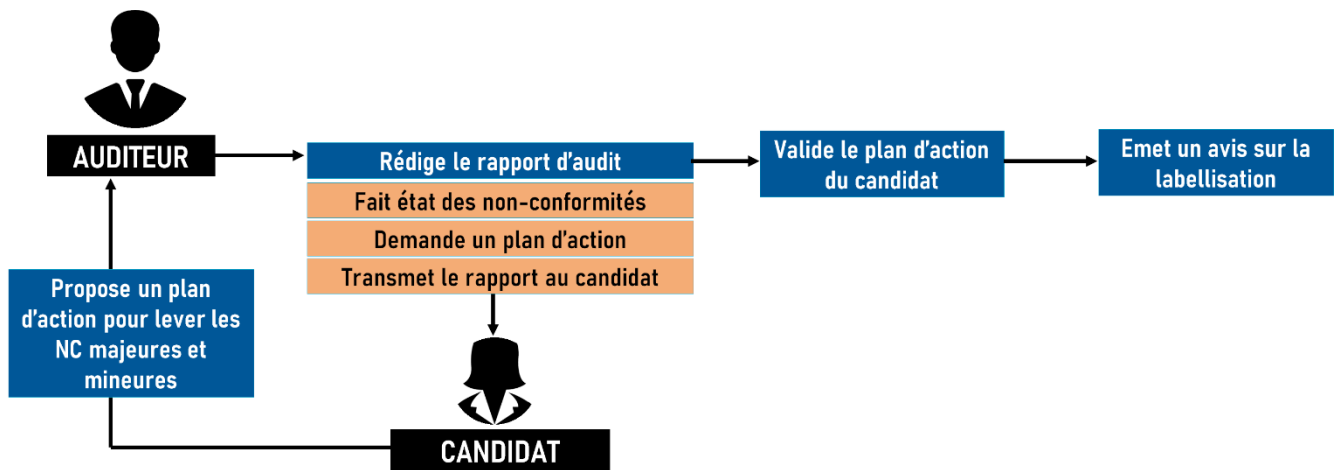 AUDITEUR
Rédige le rapport d'audit
Fait état des non-conformités
Demande un plan d'action
Transmet le rapport au candidat
Valide le plan d'action
du candidat
Emet un avis sur la
labellisation
Propose un plan
d'action pour lever les
NC majeures et
mineures
CANDIDAT